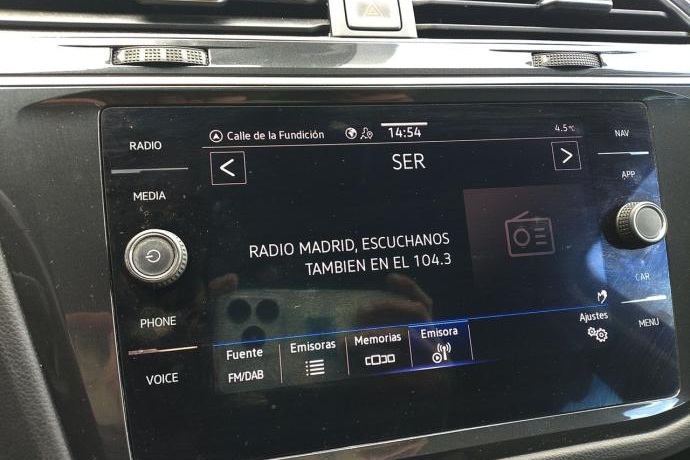 RADIO
MEDIA
PHONE
VOICE
Calle de la Fundición
14:54
4.5°C
<
SER
>
RADIO MADRID, ESCUCHANOS
TAMBIEN EN EL 104.3
Fuente
FM/DAB
Emisoras
Memorias
Emisora
Ajustes
NAV
APP
CAR
MENU